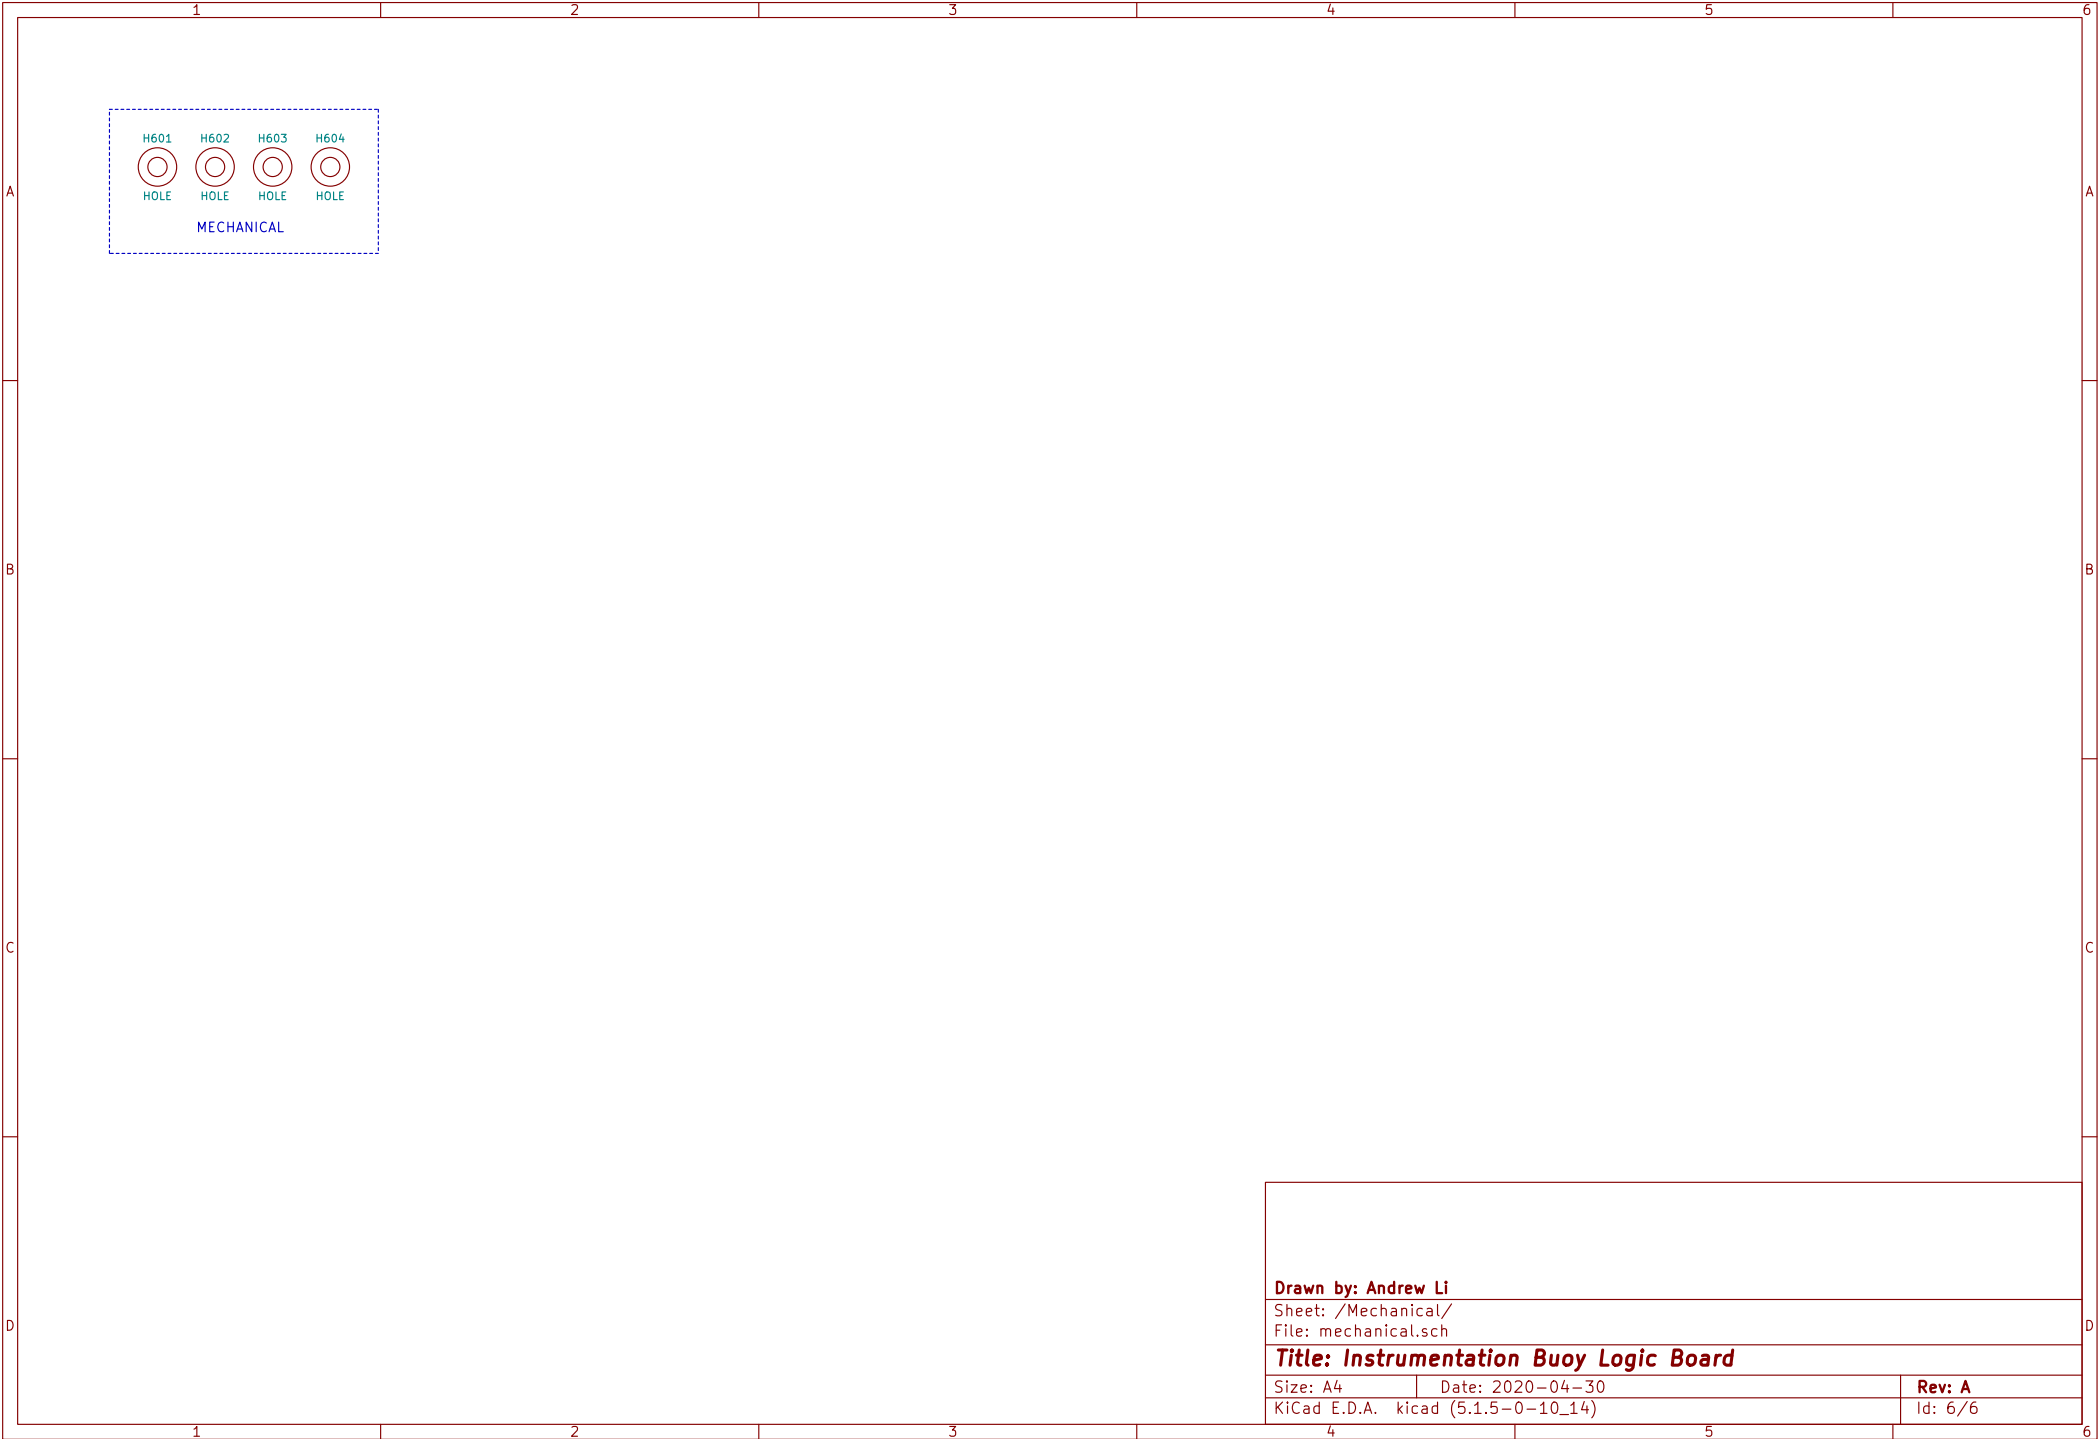 1 2 3 4 5 6
H601 H602 H603 H604
A HOLE HOLE HOLE HOLE A
MECHANICAL
B B
C C
Drawn by: Andrew Li
Sheet: /Mechanical/
File: mechanical.sch
D D
Title: Instrumentation Buoy Logic Board
Size: A4 Date: 2020-04-30 Rev: A
KiCad E.D.A. kicad (5.1.5-0-10_14) Id: 6/6
1 2 3 4 5 6